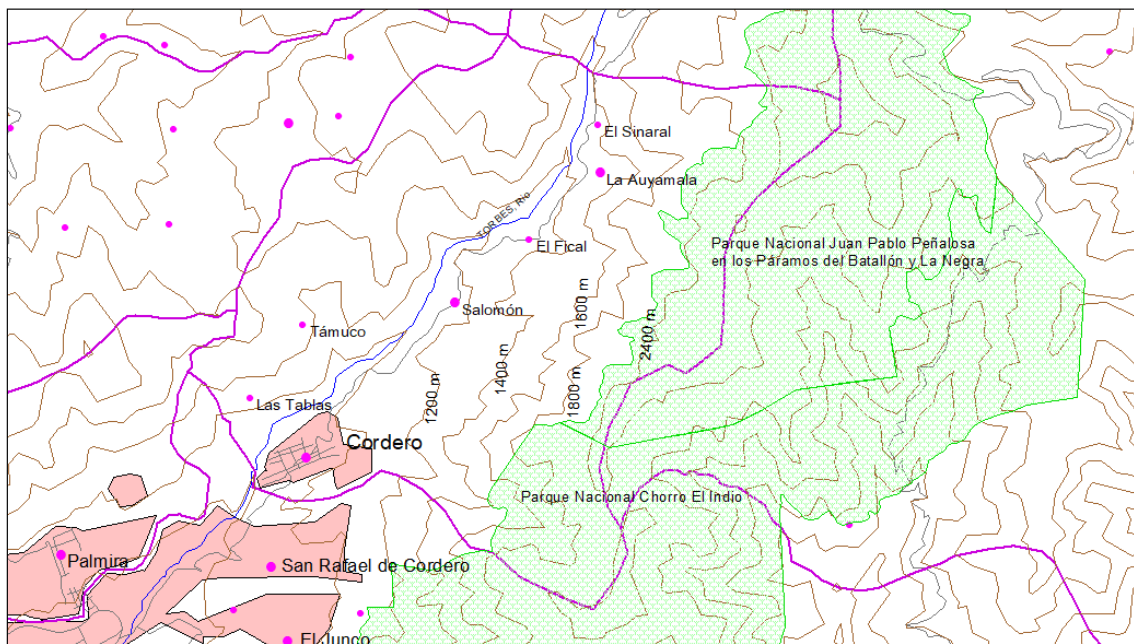 El Sinaral
La Auyamala
TORBES, Rio
El Fical
Parque Nacional Juan Pablo Peñalosa
en los Páramos del Batallón y La Negra
Salomón
Támuco
1600 m
2400 m
1200 m
1400 m
1800 m
Las Tablas
Cordero
Parque Nacional Chorro El Indio
Palmira
San Rafael de Cordero
El Junco